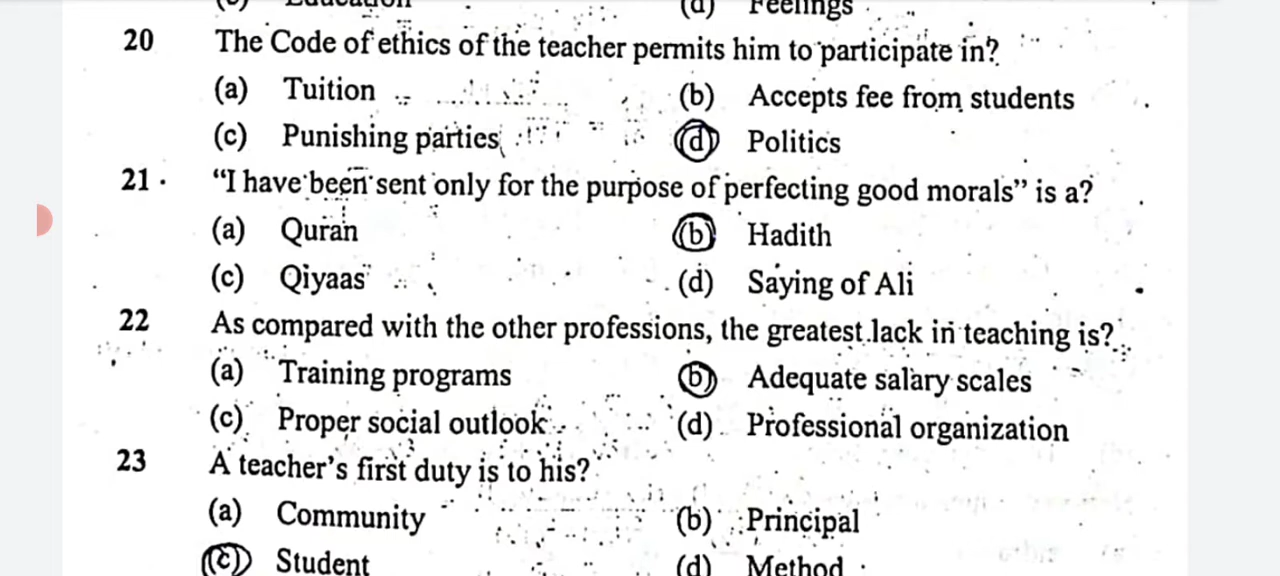 (c) Education (d) Feelings
20 The Code of ethics of the teacher permits him to participate in?
(a) Tuition (b) Accepts fee from students
(c) Punishing parties (d) Politics
21 "I have been sent only for the purpose of perfecting good morals" is a?
(a) Quran (b) Hadith
(c) Qiyaas (d) Saying of Ali
22 As compared with the other professions, the greatest lack in teaching is?
(a) Training programs (b) Adequate salary scales
(c) Proper social outlook (d) Professional organization
23 A teacher's first duty is to his?
(a) Community (b) Principal
(c) Student (d) Method